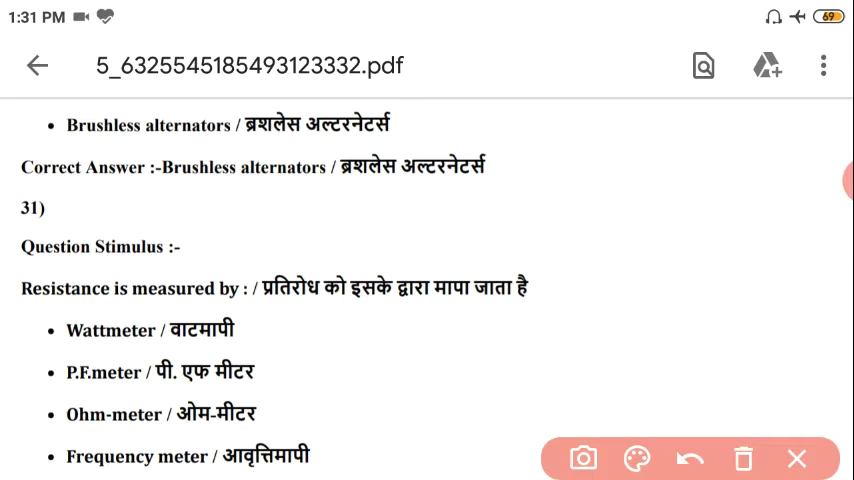 1:31 PM 69
5_6325545185493123332.pdf
• Brushless alternators / ब्रशलेस अल्टरनेटर्स
Correct Answer :-Brushless alternators / ब्रशलेस अल्टरनेटर्स
31)
Question Stimulus :-
Resistance is measured by : / प्रतिरोध को इसके द्वारा मापा जाता है
• Wattmeter / वाटमापी
• P.F.meter / पी. एफ मीटर
• Ohm-meter / ओम-मीटर
• Frequency meter / आवृत्तिमापी